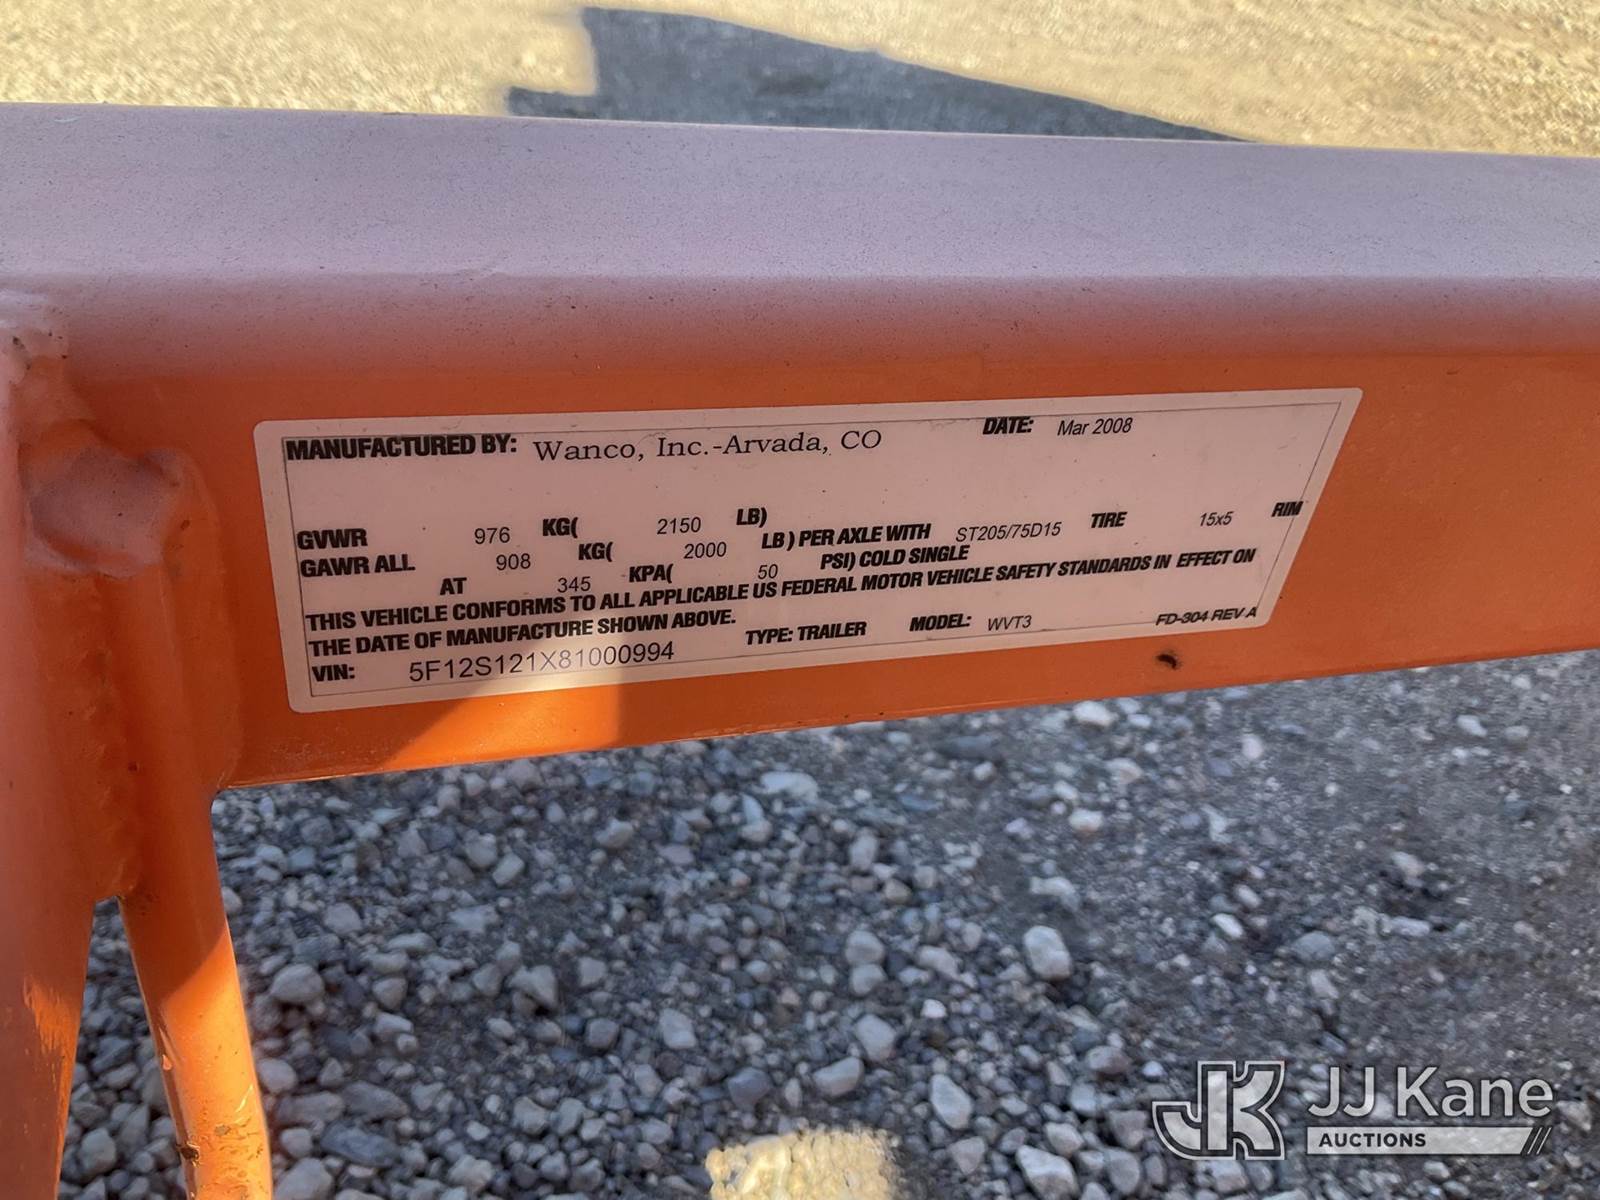 MANUFACTURED BY: Wanco, Inc.-Arvada, CO DATE: Mar 2008
GVWR 976 KG( 2150 LB)
GAWR ALL 908 KG( 2000 LB ) PER AXLE WITH ST205/75D15 TIRE 15x5 RIM
AT 345 KPA( 50 PSI) COLD SINGLE
THIS VEHICLE CONFORMS TO ALL APPLICABLE US FEDERAL MOTOR VEHICLE SAFETY STANDARDS IN EFFECT ON
THE DATE OF MANUFACTURE SHOWN ABOVE.
VIN: 5F12S121X81000994 TYPE: TRAILER MODEL: WVT3 FD-304 REV A
JK JJ Kane
AUCTIONS